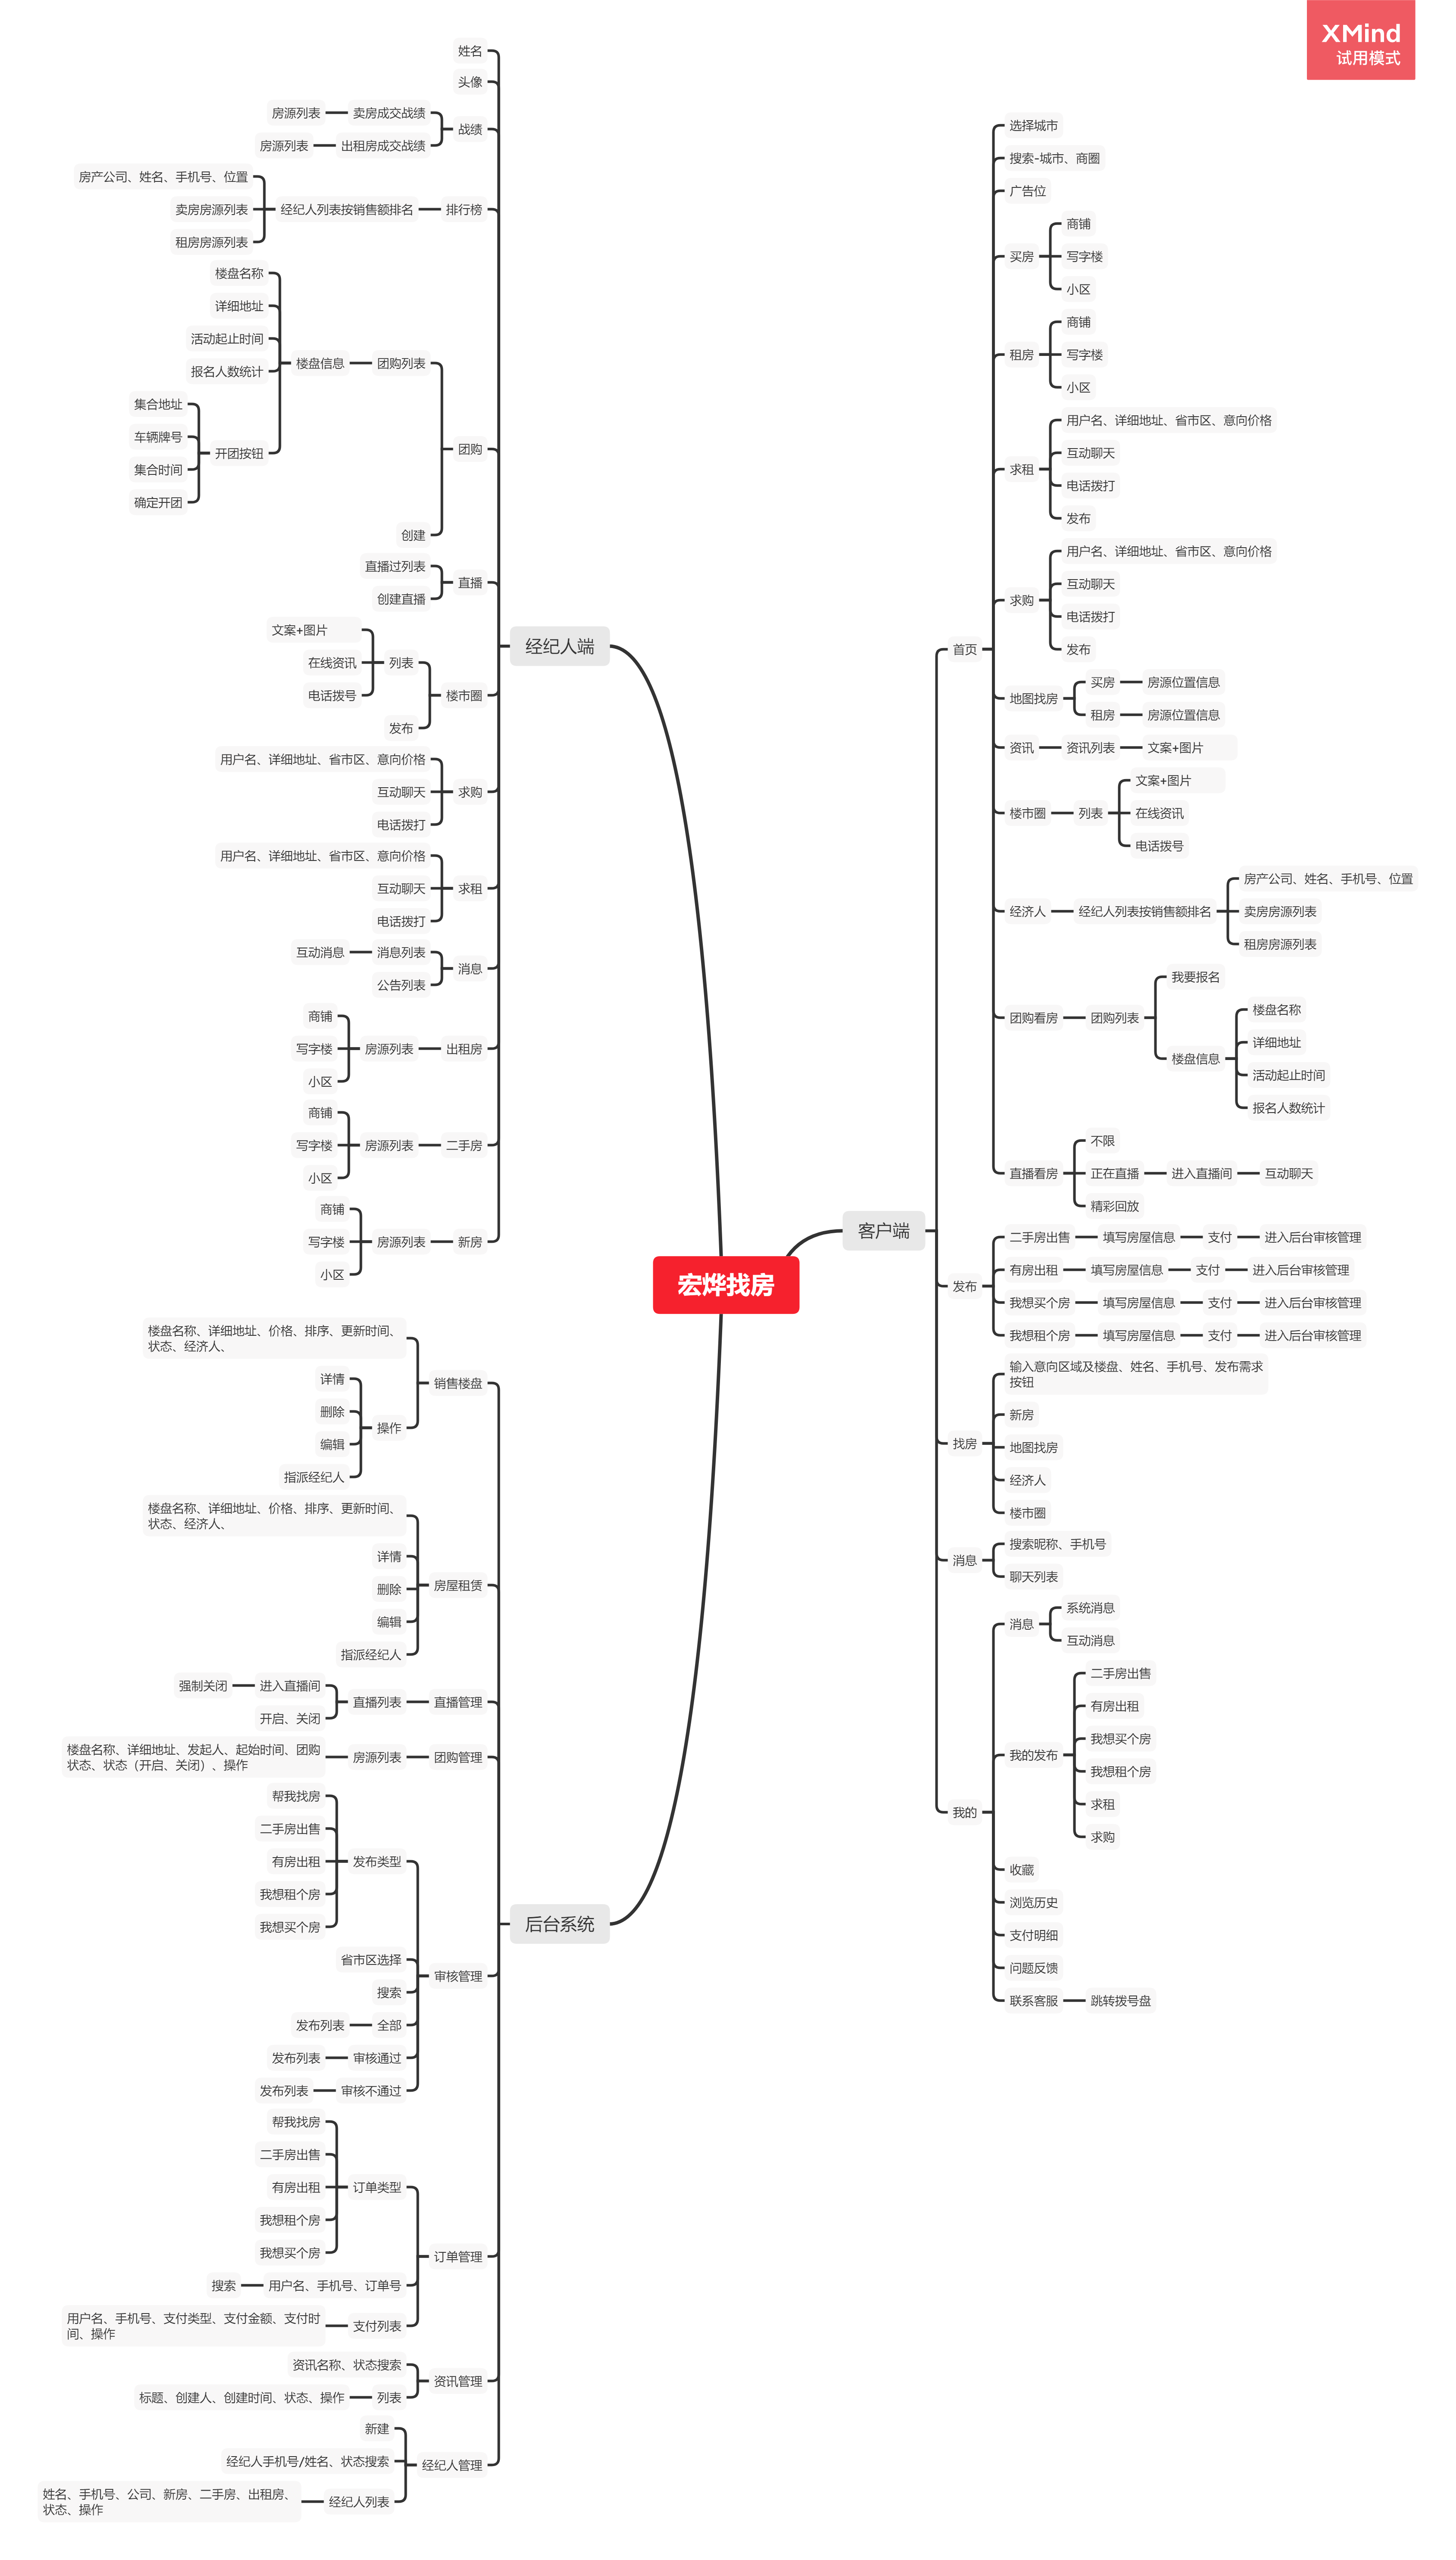 XMind
试用模式
宏烨找房
客户端
首页
选择城市
搜索-城市、商圈
广告位
买房
商铺
写字楼
小区
租房
商铺
写字楼
小区
求租
用户名、详细地址、省市区、意向价格
互动聊天
电话拨打
发布
求购
用户名、详细地址、省市区、意向价格
互动聊天
电话拨打
发布
地图找房
买房
房源位置信息
租房
房源位置信息
资讯
资讯列表
文案+图片
楼市圈
列表
文案+图片
在线资讯
电话拨号
经济人
经纪人列表按销售额排名
房产公司、姓名、手机号、位置
卖房房源列表
租房房源列表
团购看房
团购列表
我要报名
楼盘信息
楼盘名称
详细地址
活动起止时间
报名人数统计
直播看房
不限
正在直播
进入直播间
互动聊天
精彩回放
发布
二手房出售
填写房屋信息
支付
进入后台审核管理
有房出租
填写房屋信息
支付
进入后台审核管理
我想买个房
填写房屋信息
支付
进入后台审核管理
我想租个房
填写房屋信息
支付
进入后台审核管理
找房
输入意向区域及楼盘、姓名、手机号、发布需求
按钮
新房
地图找房
经济人
楼市圈
消息
搜索昵称、手机号
聊天列表
我的
消息
系统消息
互动消息
我的发布
二手房出售
有房出租
我想买个房
我想租个房
求租
求购
收藏
浏览历史
支付明细
问题反馈
联系客服
跳转拨号盘
经纪人端
姓名
头像
战绩
卖房成交战绩
房源列表
出租房成交战绩
房源列表
排行榜
经纪人列表按销售额排名
房产公司、姓名、手机号、位置
卖房房源列表
租房房源列表
团购
团购列表
楼盘信息
楼盘名称
详细地址
活动起止时间
报名人数统计
开团按钮
集合地址
车辆牌号
集合时间
确定开团
创建
直播
直播过列表
创建直播
楼市圈
列表
文案+图片
在线资讯
电话拨号
发布
求购
用户名、详细地址、省市区、意向价格
互动聊天
电话拨打
求租
用户名、详细地址、省市区、意向价格
互动聊天
电话拨打
消息
消息列表
互动消息
公告列表
出租房
房源列表
商铺
写字楼
小区
二手房
房源列表
商铺
写字楼
小区
新房
房源列表
商铺
写字楼
小区
后台系统
销售楼盘
楼盘名称、详细地址、价格、排序、更新时间、
状态、经济人、
操作
详情
删除
编辑
指派经纪人
房屋租赁
楼盘名称、详细地址、价格、排序、更新时间、
状态、经济人、
详情
删除
编辑
指派经纪人
直播管理
直播列表
进入直播间
强制关闭
开启、关闭
团购管理
房源列表
楼盘名称、详细地址、发起人、起始时间、团购
状态、状态（开启、关闭）、操作
审核管理
发布类型
帮我找房
二手房出售
有房出租
我想租个房
我想买个房
省市区选择
搜索
全部
发布列表
审核通过
发布列表
审核不通过
发布列表
订单管理
订单类型
帮我找房
二手房出售
有房出租
我想租个房
我想买个房
用户名、手机号、订单号
搜索
支付列表
用户名、手机号、支付类型、支付金额、支付时
间、操作
资讯管理
资讯名称、状态搜索
列表
标题、创建人、创建时间、状态、操作
经纪人管理
新建
经纪人手机号/姓名、状态搜索
经纪人列表
姓名、手机号、公司、新房、二手房、出租房、
状态、操作